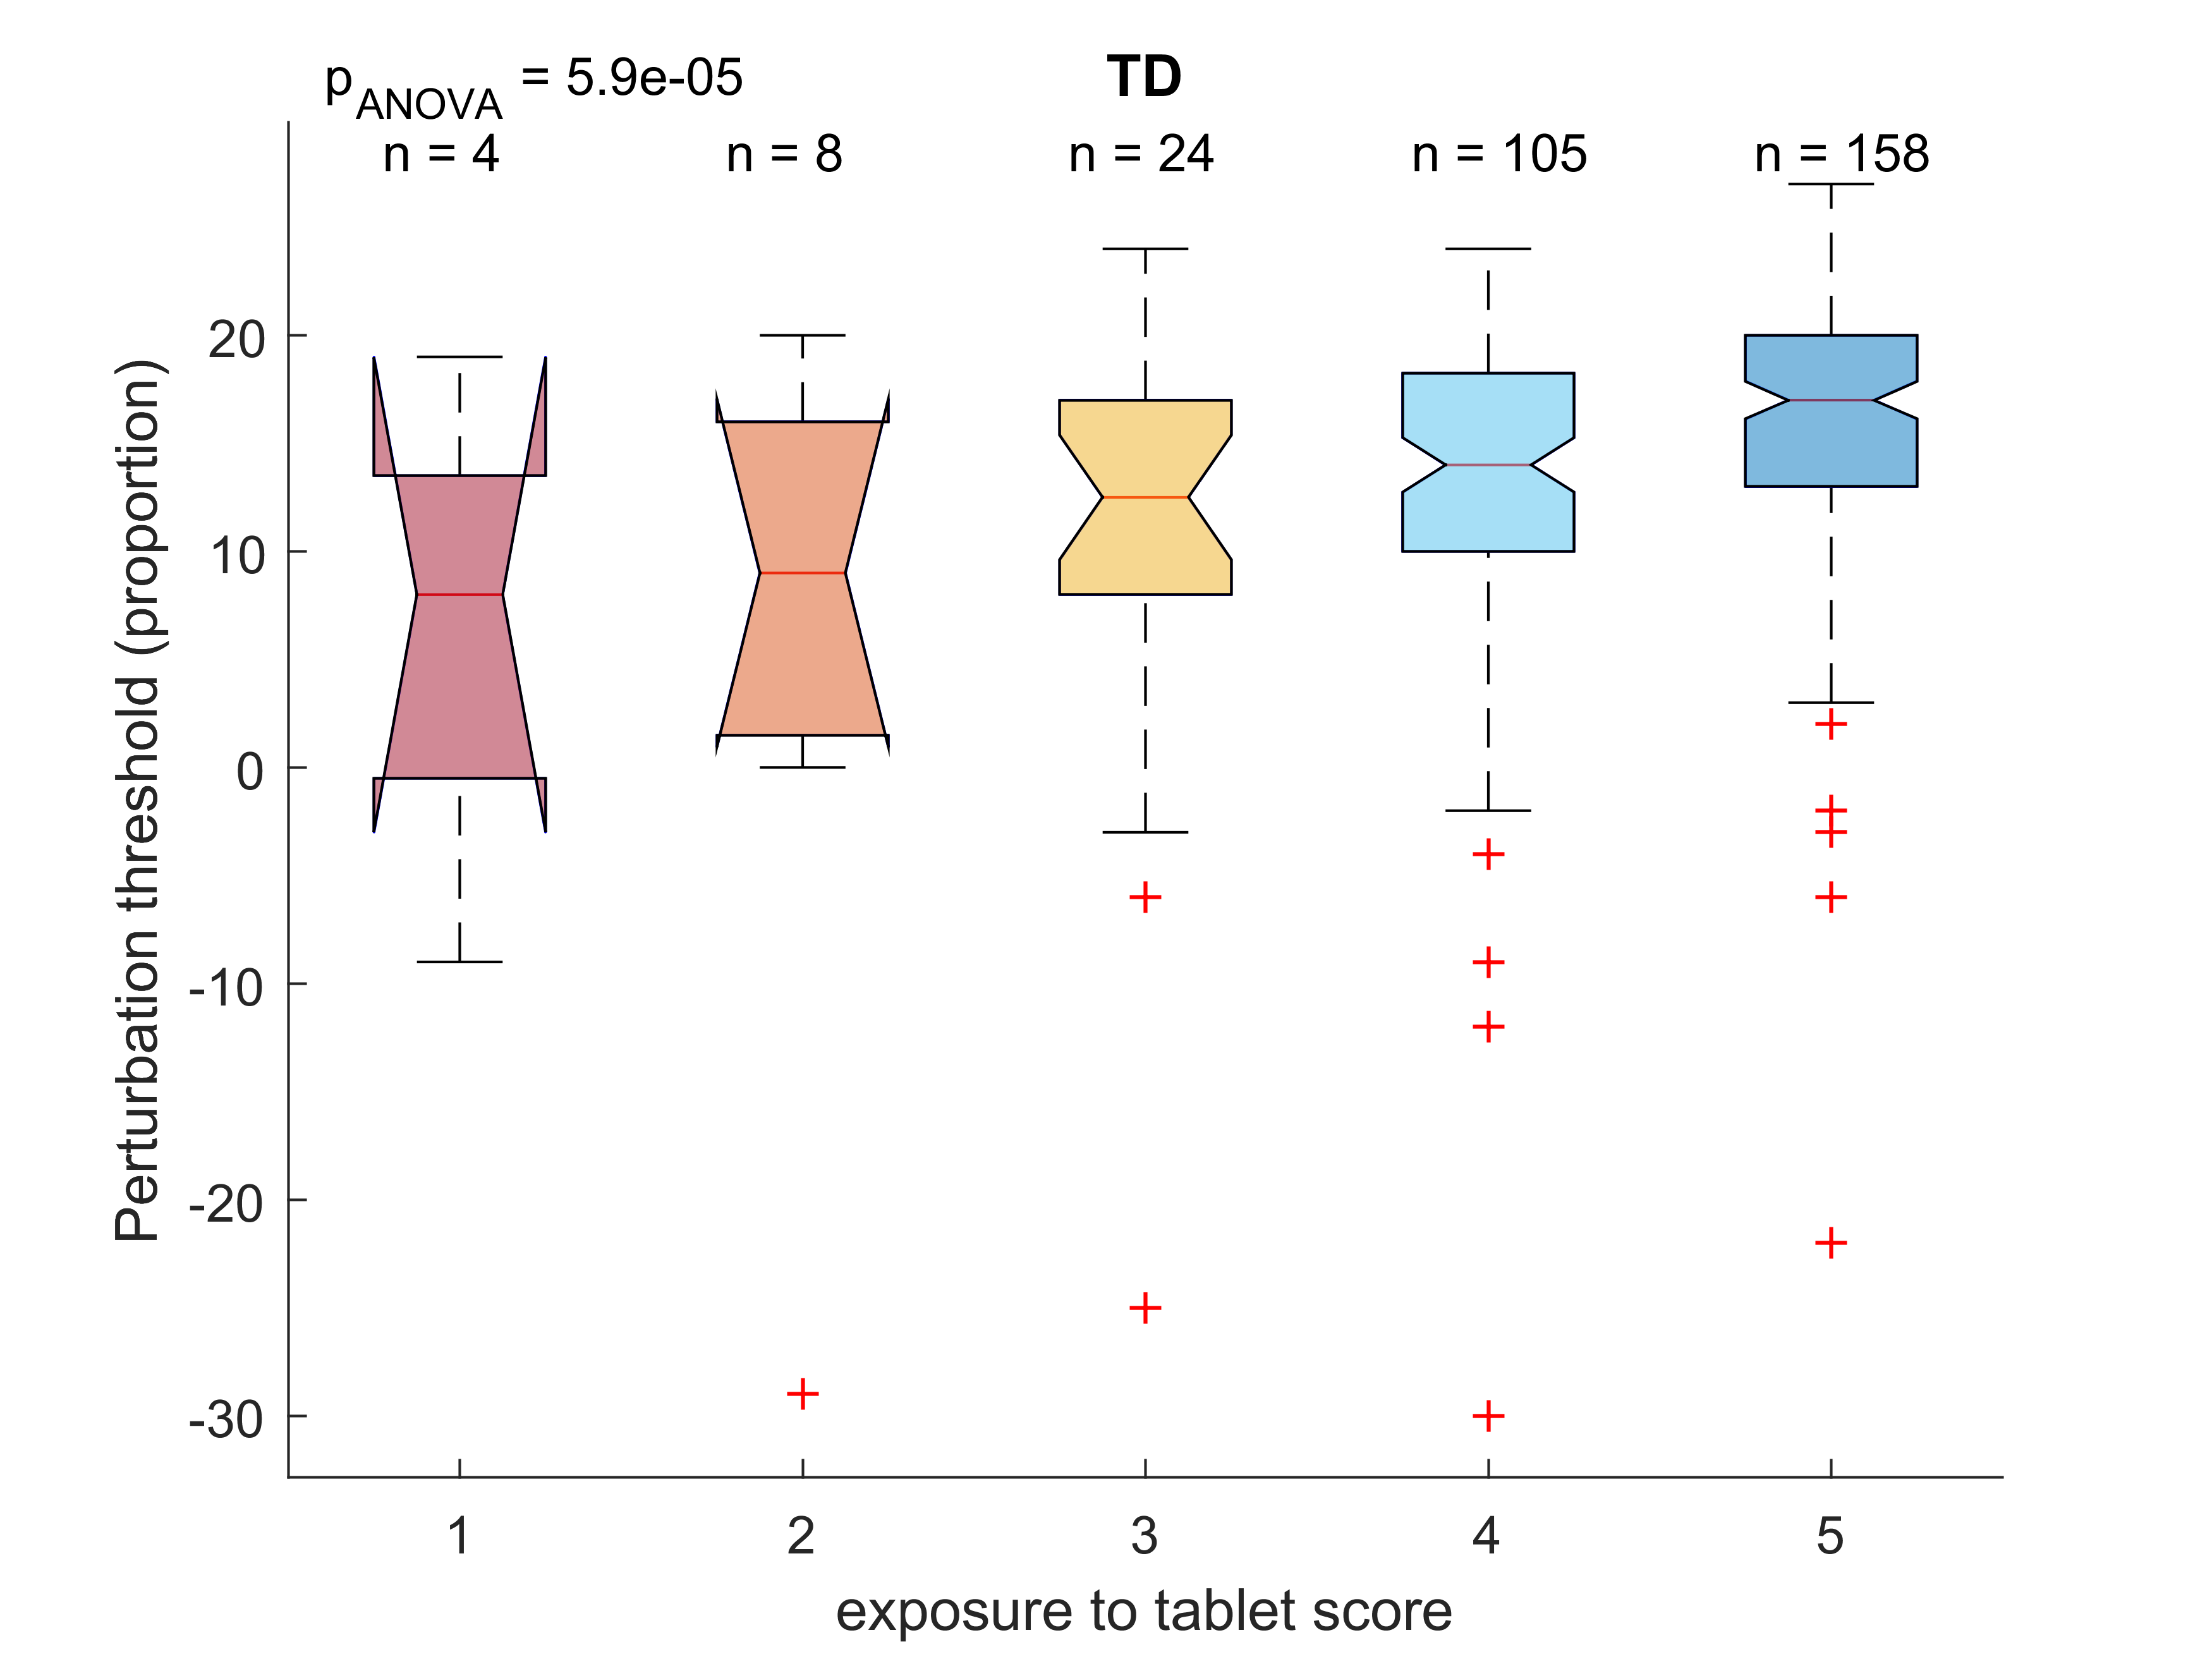 p_ANOVA = 5.9e-05
TD
n = 4
n = 8
n = 24
n = 105
n = 158
Perturbation threshold (proportion)
20
10
0
-10
-20
-30
1
2
3
4
5
exposure to tablet score